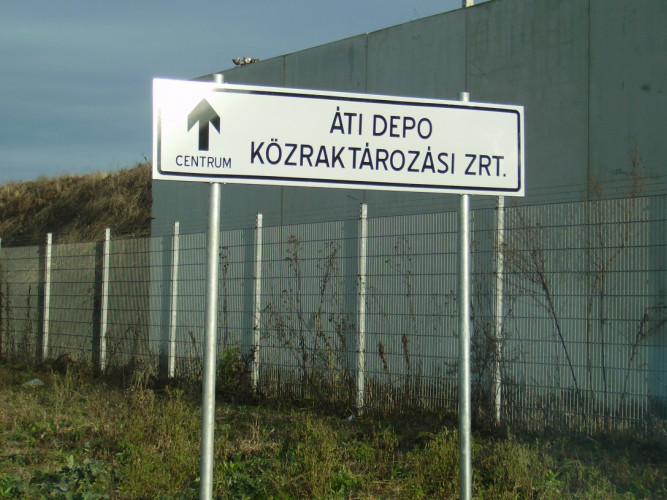 ÁTI DEPO
KÖZRAKTÁROZÁSI ZRT.
CENTRUM